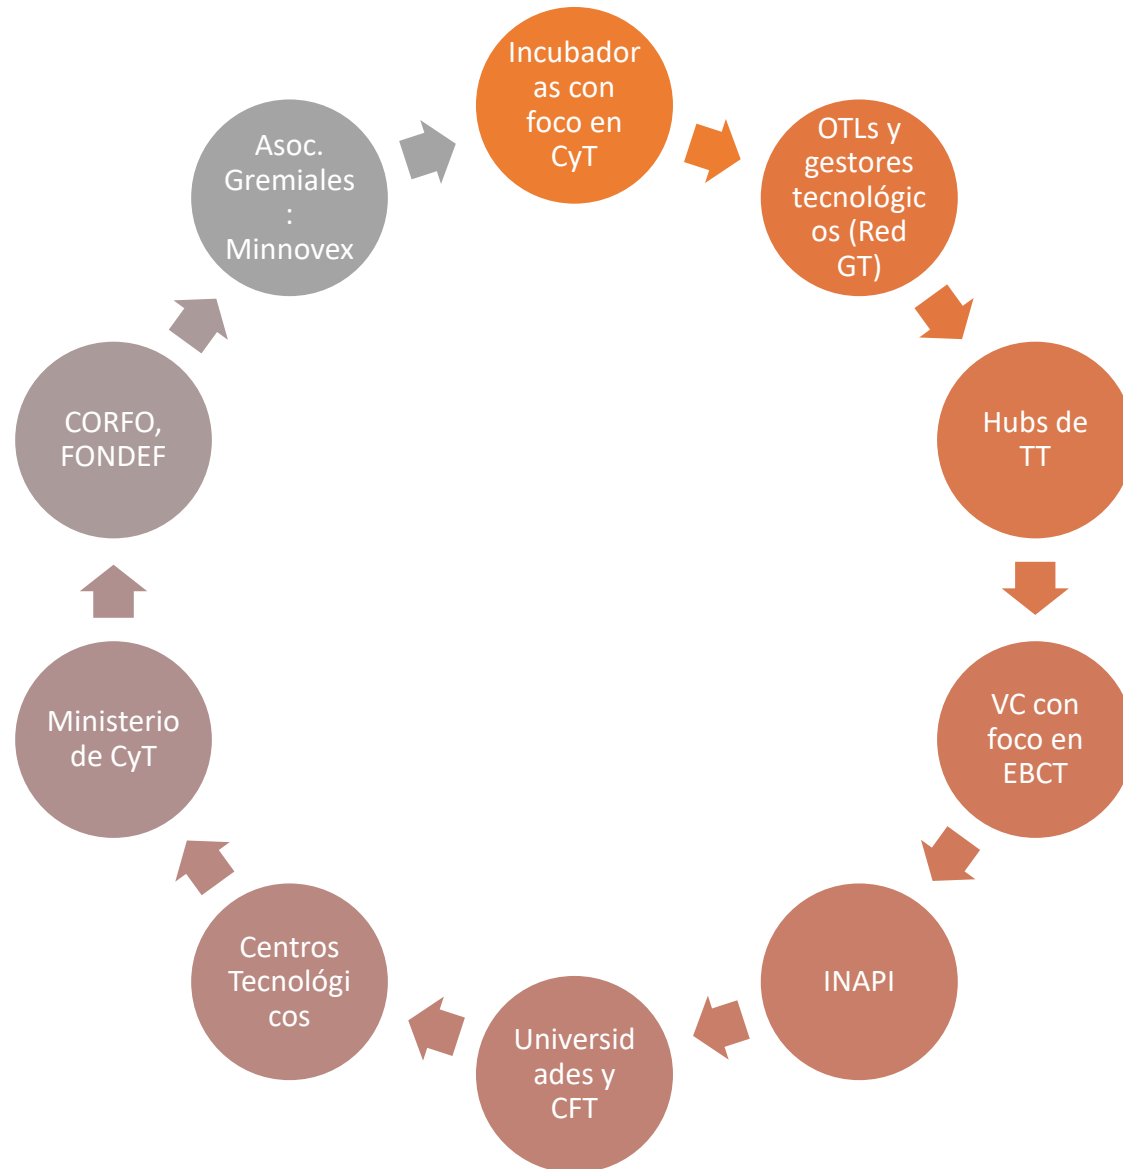 Incubador
as con
foco en
CyT
OTLs y
gestores
tecnológic
os (Red
GT)
Hubs de
TT
VC con
foco en
EBCT
INAPI
Universid
ades y
CFT
Centros
Tecnológi
cos
Ministerio
de CyT
CORFO,
FONDEF
Asoc.
Gremiales
:
Minnovex